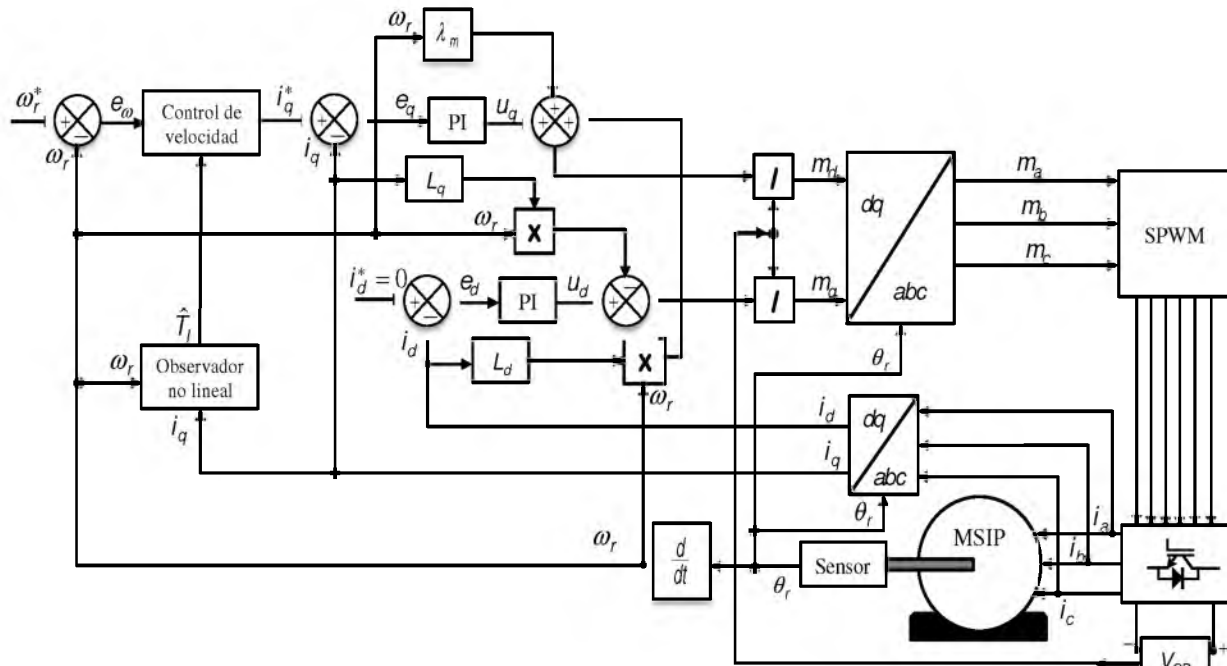 ω_r λ_m
ω_r^* e_ω Control de velocidad i_q^* e_q PI u_q
+ − + − + + +
ω_r i_q
L_q
/ m_d dq m_a
ω_r X m_b SPWM
abc m_c
i_d^* = 0 e_d PI u_d / m_q
+ − + − −
T̂_l i_d
L_d X
ω_r Observador no lineal ω_r θ_r
i_q
i_d dq
i_q abc
θ_r
ω_r d/dt θ_r Sensor MSIP i_a
i_b
i_c
− +